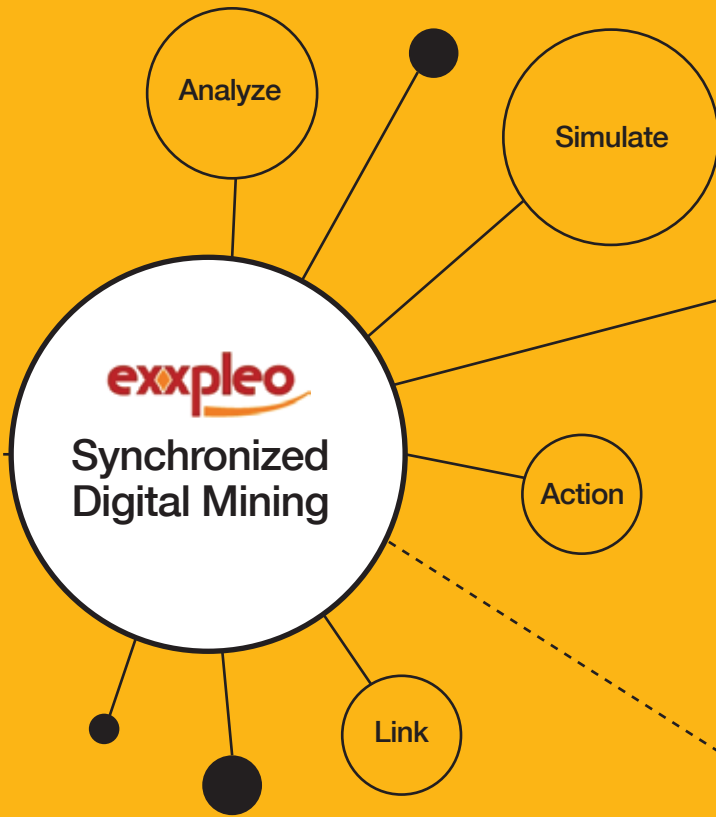 Analyze
Simulate
exxpleo
Synchronized
Digital Mining
Action
Link